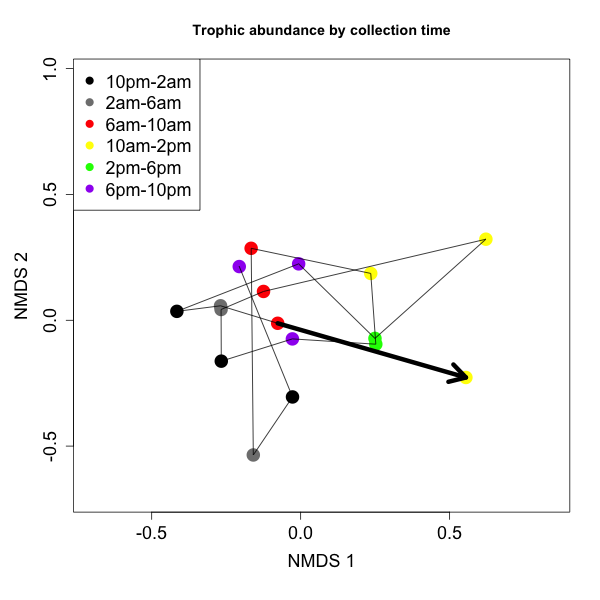 Trophic abundance by collection time
10pm-2am
2am-6am
6am-10am
10am-2pm
2pm-6pm
6pm-10pm
1.0
0.5
0.0
-0.5
NMDS 2
-0.5 0.0 0.5
NMDS 1